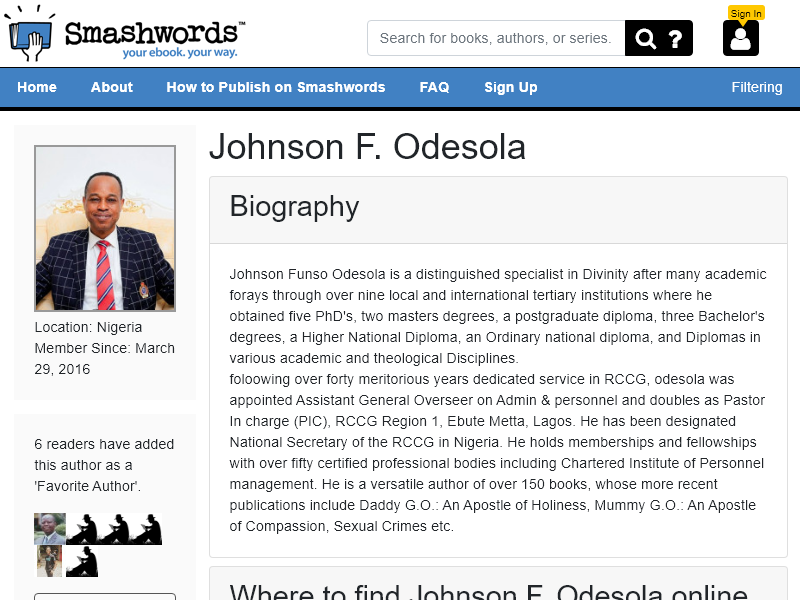 Smashwords™
your ebook. your way.
Search for books, authors, or series.
?
Sign In
Home
About
How to Publish on Smashwords
FAQ
Sign Up
Filtering
Location: Nigeria
Member Since: March
29, 2016
6 readers have added
this author as a
'Favorite Author'.
Johnson F. Odesola
Biography
Johnson Funso Odesola is a distinguished specialist in Divinity after many academic
forays through over nine local and international tertiary institutions where he
obtained five PhD's, two masters degrees, a postgraduate diploma, three Bachelor's
degrees, a Higher National Diploma, an Ordinary national diploma, and Diplomas in
various academic and theological Disciplines.
foloowing over forty meritorious years dedicated service in RCCG, odesola was
appointed Assistant General Overseer on Admin & personnel and doubles as Pastor
In charge (PIC), RCCG Region 1, Ebute Metta, Lagos. He has been designated
National Secretary of the RCCG in Nigeria. He holds memberships and fellowships
with over fifty certified professional bodies including Chartered Institute of Personnel
management. He is a versatile author of over 150 books, whose more recent
publications include Daddy G.O.: An Apostle of Holiness, Mummy G.O.: An Apostle
of Compassion, Sexual Crimes etc.
Where to find Johnson F. Odesola online